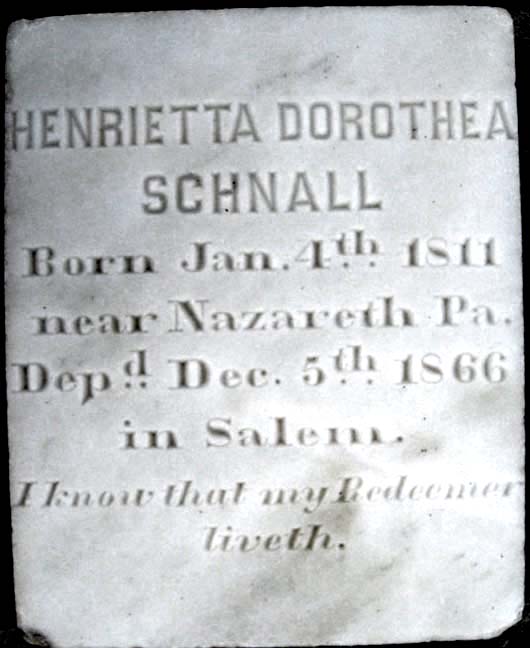 HENRIETTA DOROTHEA
SCHNALL
Born Jan. 4th. 1811
near Nazareth Pa.
Depd. Dec. 5th. 1866
in Salem.
I know that my Redeemer
liveth.